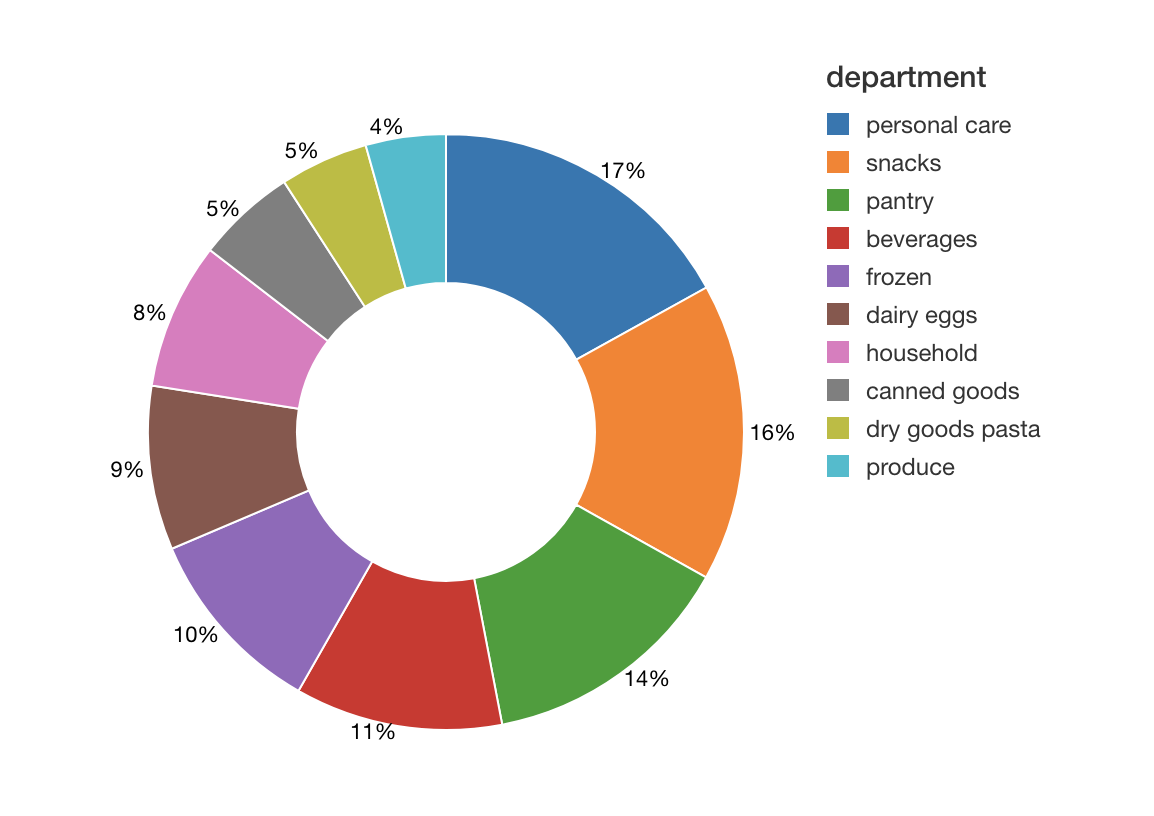 department
personal care
snacks
pantry
beverages
frozen
dairy eggs
household
canned goods
dry goods pasta
produce
17%
16%
14%
11%
10%
9%
8%
5%
5%
4%